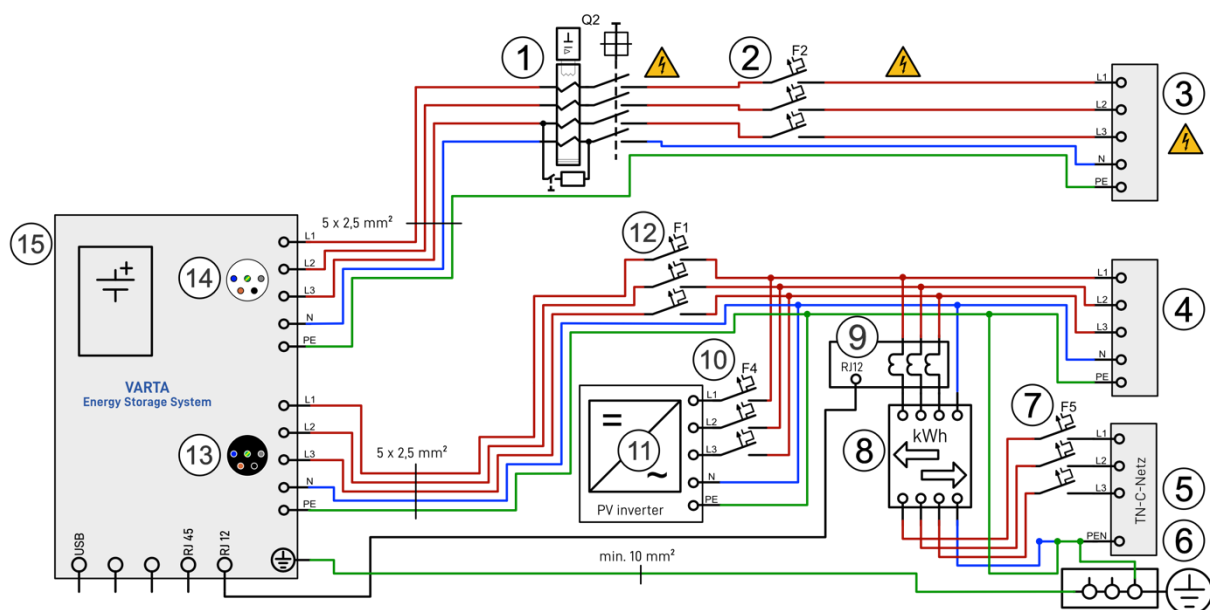 Q2
1
I∆
2
F2
L1
L2
L3
N
PE
3
15
5 x 2,5 mm²
14
L1
L2
L3
N
PE
VARTA
Energy Storage System
12
F1
L1
L2
L3
N
PE
4
9
RJ12
10
F4
L1
L2
L3
N
PE
=
11
~
PV inverter
13
L1
L2
L3
N
PE
5 x 2,5 mm²
7
F5
8
kWh
L1
L2
L3
PEN
TN-C-Netz
5
6
USB
RJ 45
RJ 12
min. 10 mm²